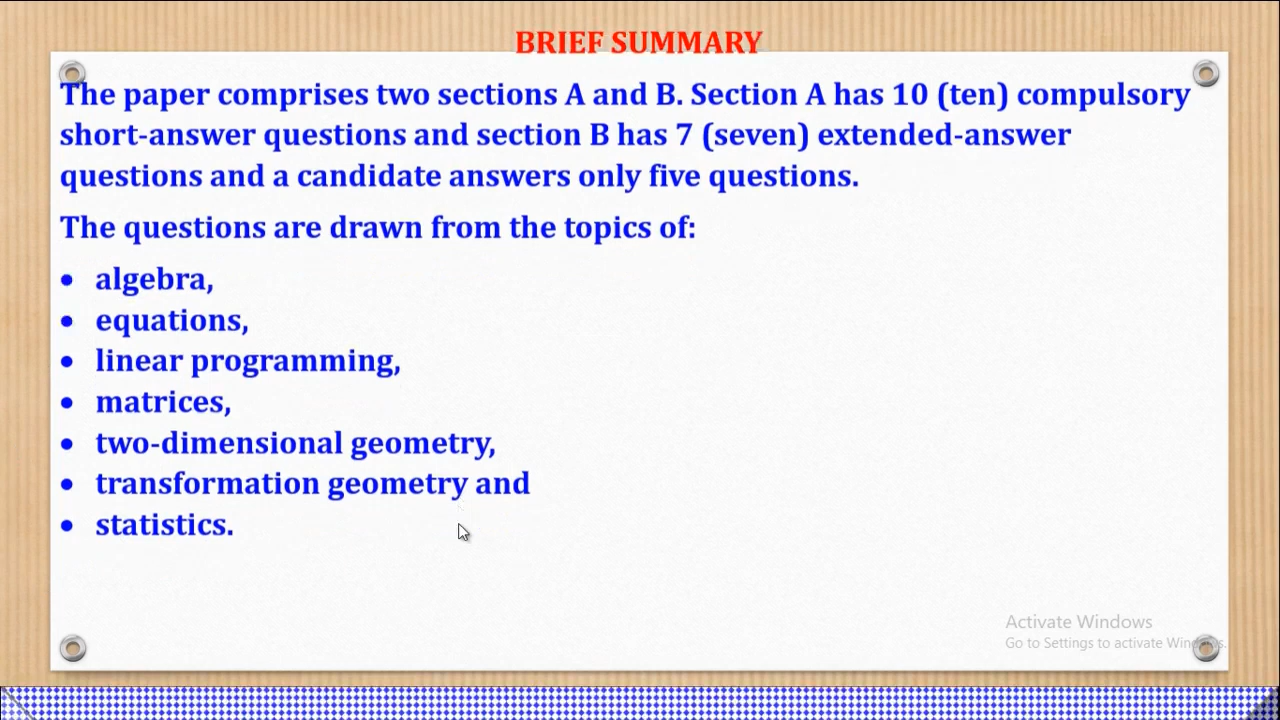 BRIEF SUMMARY
The paper comprises two sections A and B. Section A has 10 (ten) compulsory
short-answer questions and section B has 7 (seven) extended-answer
questions and a candidate answers only five questions.
The questions are drawn from the topics of:
• algebra,
• equations,
• linear programming,
• matrices,
• two-dimensional geometry,
• transformation geometry and
• statistics.
Activate Windows
Go to Settings to activate Windows.